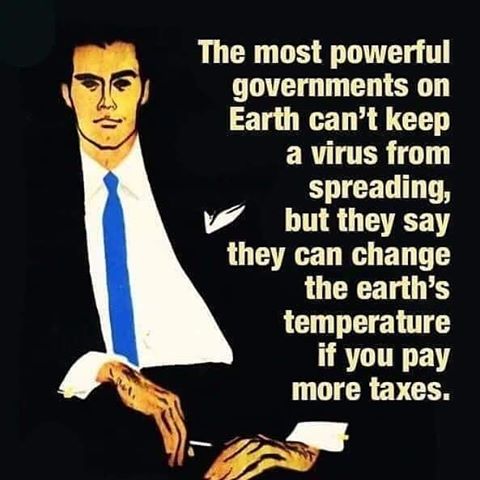 The most powerful
governments on
Earth can't keep
a virus from
spreading,
but they say
they can change
the earth's
temperature
if you pay
more taxes.